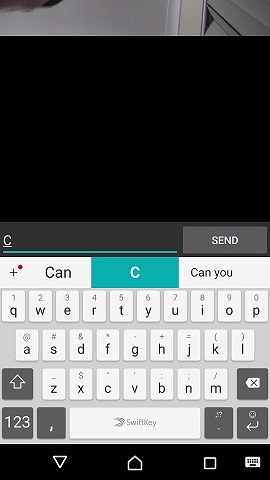 C
SEND
+ Can C Can you
1 2 3 4 5 6 7 8 9 0
q w e r t y u i o p
@ # & * - + = ( )
a s d f g h j k l
_ $ " ' : ; /
z x c v b n m
,!?
123 , SwiftKey .